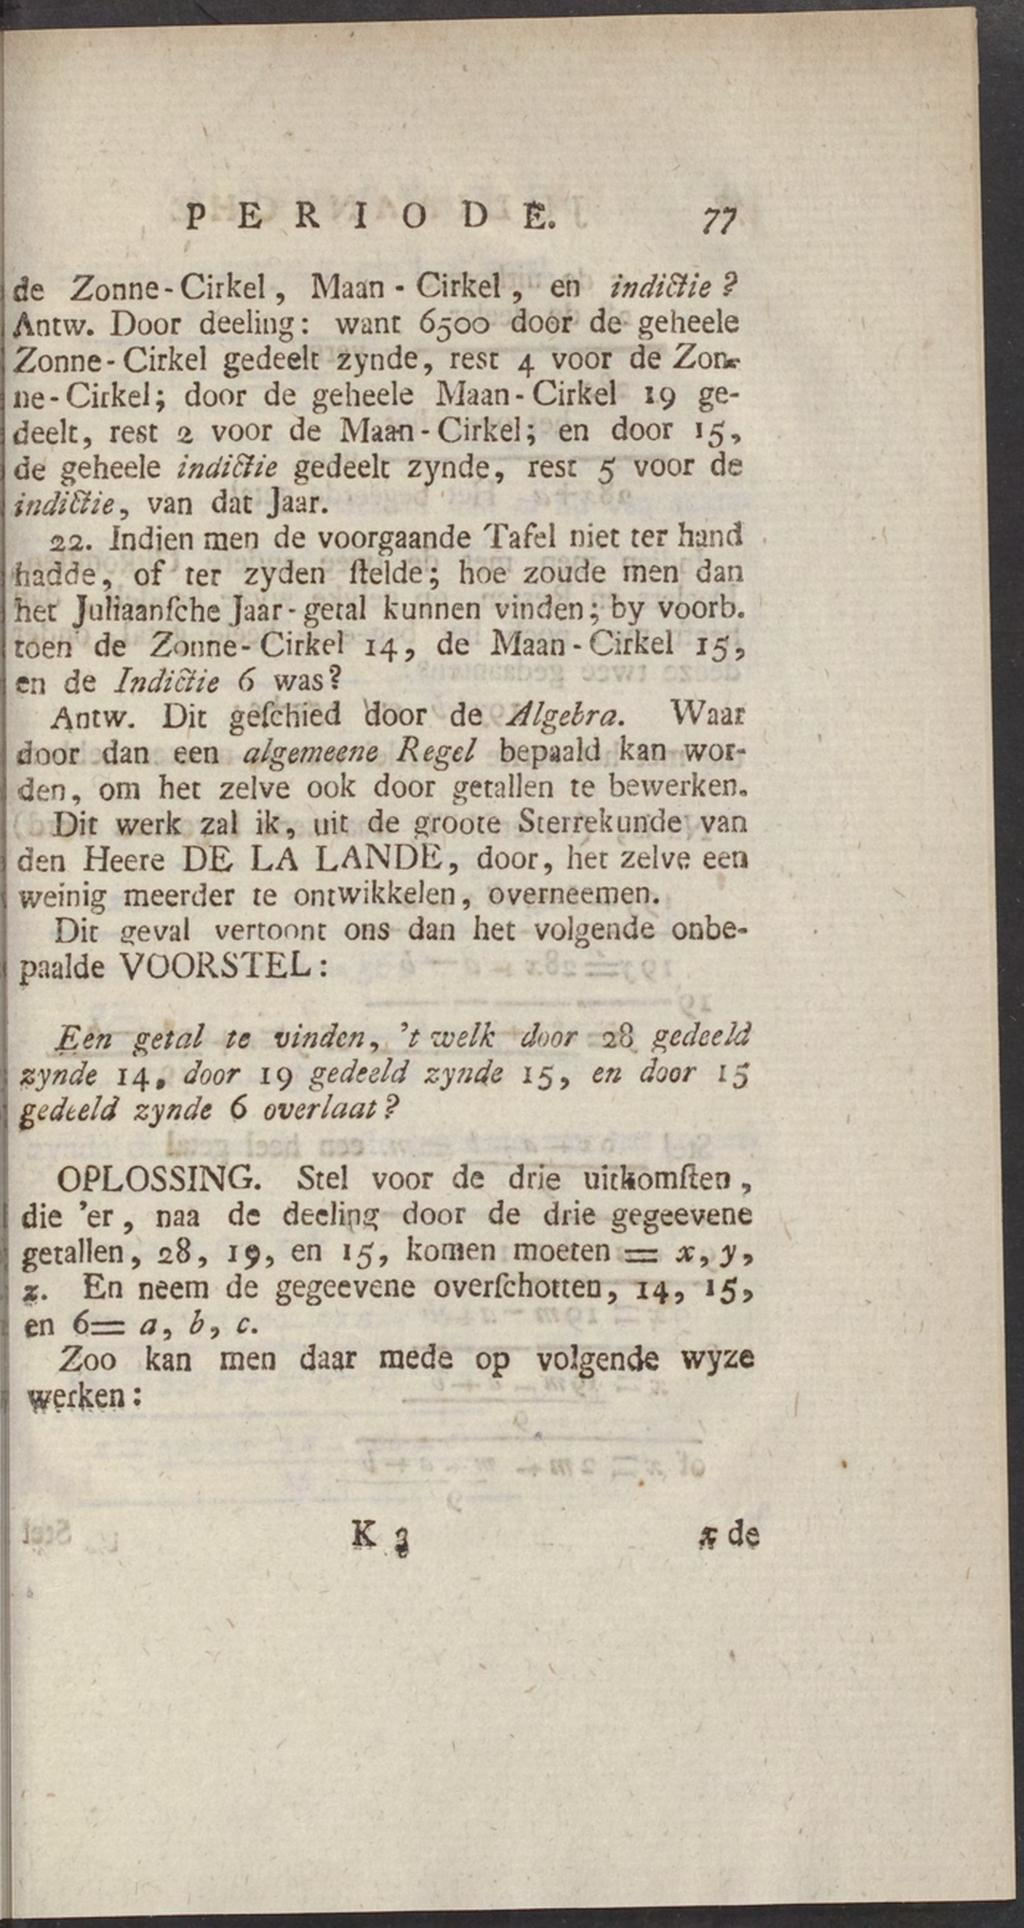 PERIODE. 77
de Zonne-Cirkel, Maan-Cirkel, en indictie?
Antw. Door deeling: want 6500 door de geheele
Zonne-Cirkel gedeelt zynde, rest 4 voor de Zon-
ne-Cirkel; door de geheele Maan-Cirkel 19 ge-
deelt, rest 2 voor de Maan-Cirkel; en door 15,
de geheele indictie gedeelt zynde, rest 5 voor de
indictie, van dat Jaar.
22. Indien men de voorgaande Tafel niet ter hand
hadde, of ter zyden ſtelde; hoe zoude men dan
het Juliaanſche Jaar-getal kunnen vinden; by voorb.
toen de Zonne-Cirkel 14, de Maan-Cirkel 15,
en de Indictie 6 was?
Antw. Dit geſchied door de Algebra. Waar
door dan een algemeene Regel bepaald kan wor-
den, om het zelve ook door getallen te bewerken.
Dit werk zal ik, uit de groote Sterrekunde van
den Heere DE LA LANDE, door, het zelve een
weinig meerder te ontwikkelen, overneemen.
Dit geval vertoont ons dan het volgende onbe-
paalde VOORSTEL:
Een getal te vinden, 't welk door 28 gedeeld
zynde 14, door 19 gedeeld zynde 15, en door 15
gedeeld zynde 6 overlaat?
OPLOSSING. Stel voor de drie uitkomſten,
die 'er, naa de deeling door de drie gegeevene
getallen, 28, 19, en 15, komen moeten = x, y,
z. En neem de gegeevene overſchotten, 14, 15,
en 6= a, b, c.
Zoo kan men daar mede op volgende wyze
werken:
K 3 x de